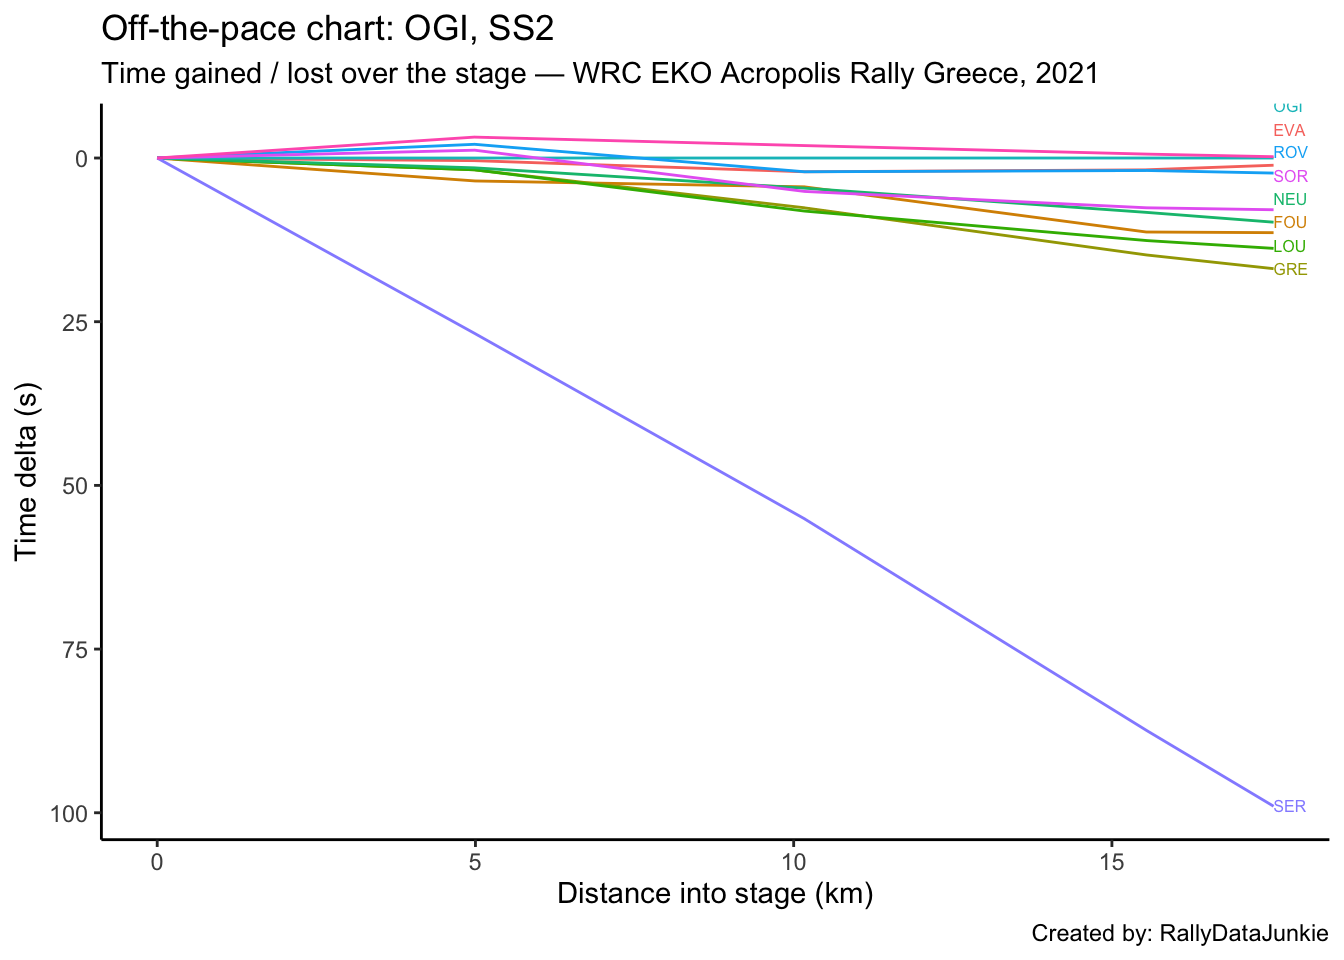 Off-the-pace chart: OGI, SS2
Time gained / lost over the stage — WRC EKO Acropolis Rally Greece, 2021
OGI
EVA
ROV
SOR
NEU
FOU
LOU
GRE
SER
0
25
50
75
100
Time delta (s)
0 5 10 15
Distance into stage (km)
Created by: RallyDataJunkie